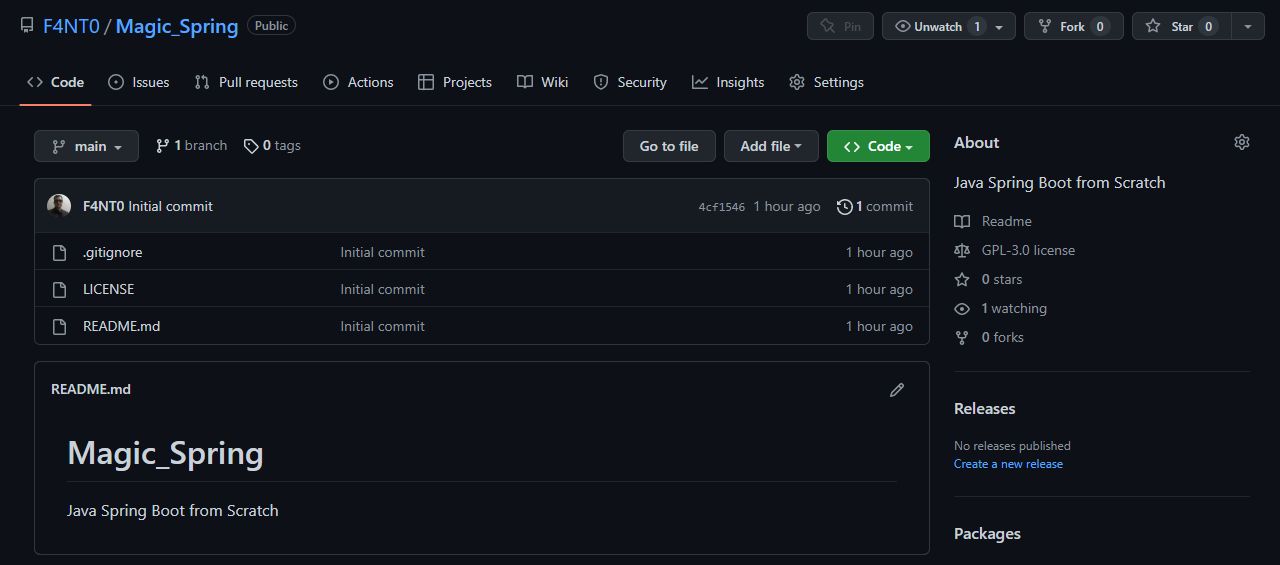 F4NT0 / Magic_Spring Public Pin Unwatch 1 Fork 0 Star 0
Code Issues Pull requests Actions Projects Wiki Security Insights Settings
main 1 branch 0 tags Go to file Add file Code
F4NT0 Initial commit 4cf1546 1 hour ago 1 commit
.gitignore Initial commit 1 hour ago
LICENSE Initial commit 1 hour ago
README.md Initial commit 1 hour ago
README.md
Magic_Spring
Java Spring Boot from Scratch
About
Java Spring Boot from Scratch
Readme
GPL-3.0 license
0 stars
1 watching
0 forks
Releases
No releases published
Create a new release
Packages